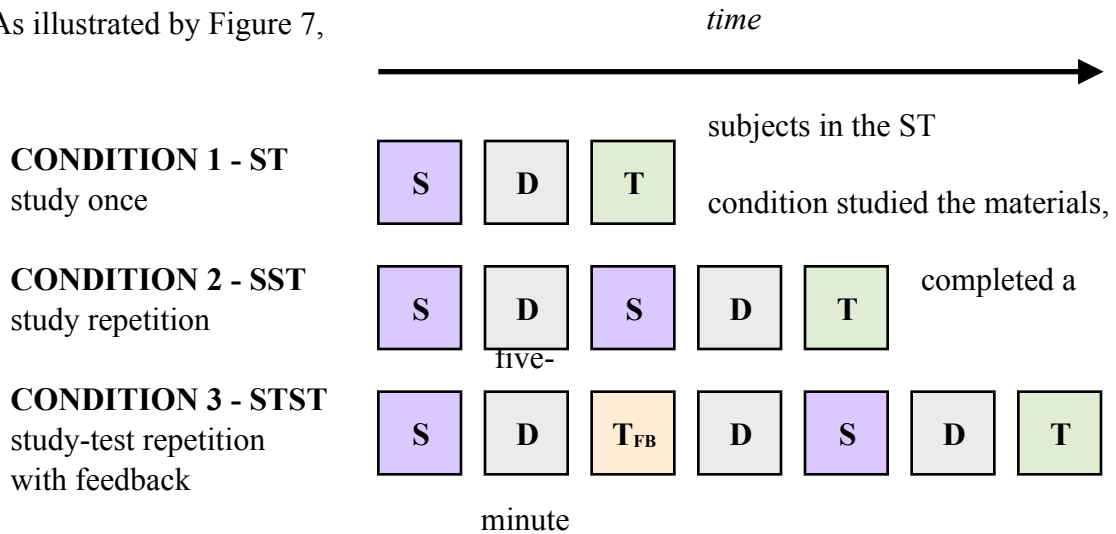 As illustrated by Figure 7,
time
subjects in the ST
CONDITION 1 - ST
study once
S D T
condition studied the materials,
CONDITION 2 - SST
study repetition
S D S D T
completed a
five-
CONDITION 3 - STST
study-test repetition
with feedback
S D TFB D S D T
minute